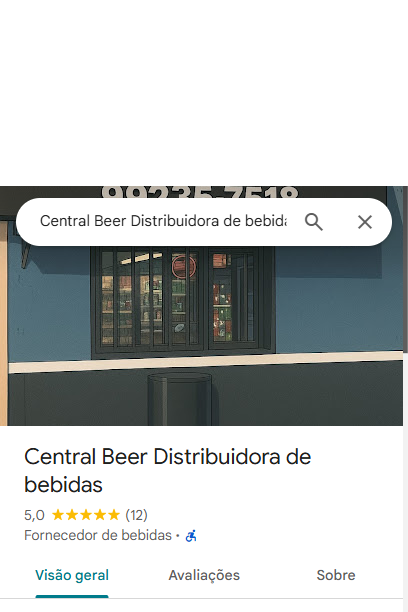 99235-7518
Central Beer Distribuidora de bebida
Central Beer Distribuidora de
bebidas
5,0 (12)
Fornecedor de bebidas ·
Visão geral Avaliações Sobre